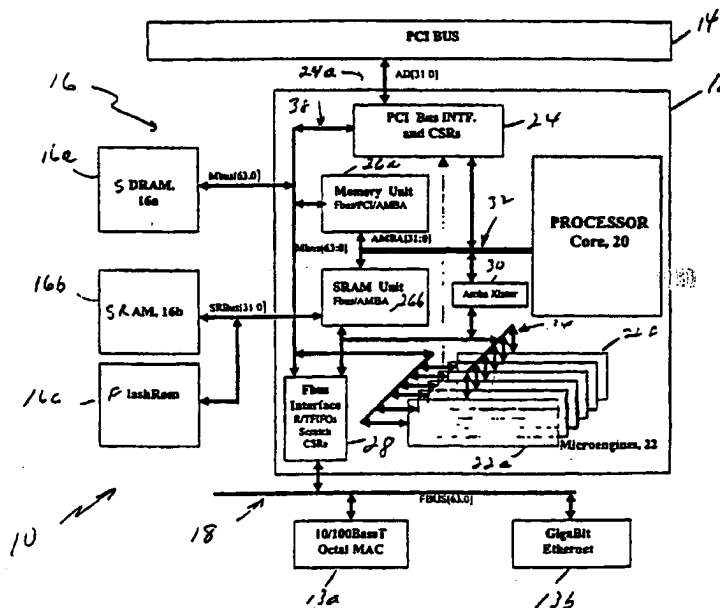 PCI BUS
14
24a
AD[31:0]
16
38
PCI Bus INTF.
and CSRs
24
16a
SDRAM, 16a
Mbus[63:0]
26a
Memory Unit
Fbus/PCI/AMBA
PROCESSOR
Core, 20
32
Mbus[63:0]
AMBA[31:0]
30
16b
SRAM, 16b
SRBus[31:0]
SRAM Unit
Fbus/AMBA
26b
16c
FlashRom
Fbus
Interface
R/TFIFOs
Scratch
CSRs
28
Microengines, 22
22a
10
18
FBUS[63:0]
10/100BaseT
Octal MAC
GigaBit
Ethernet
13a
13b